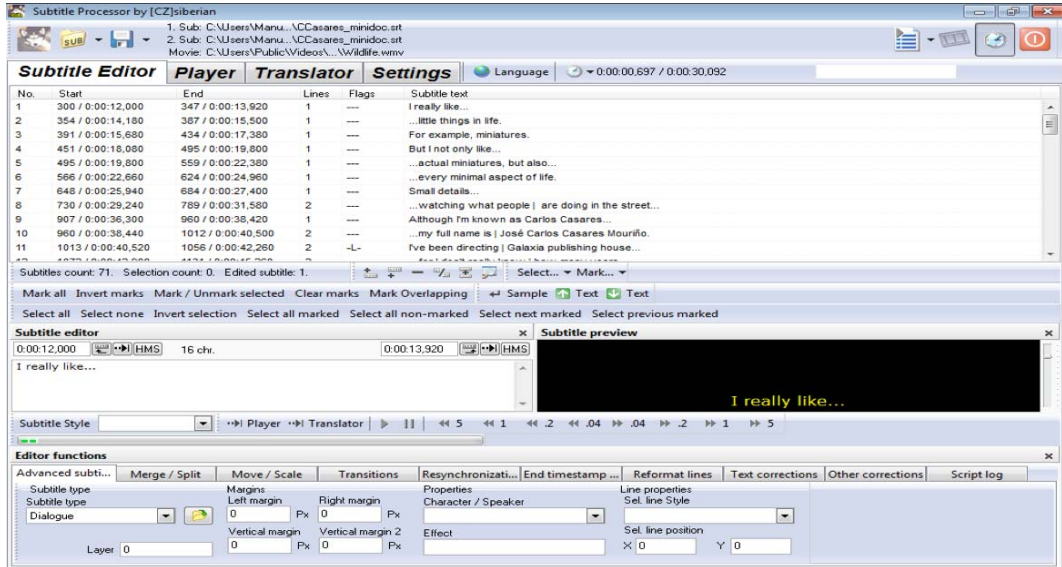 Subtitle Processor by [CZ]siberian
1. Sub: C:\Users\Manu...\CCasares_minidoc.srt
SUB
2. Sub: C:\Users\Manu...\CCasares_minidoc.srt
Movie: C:\Users\Public\Videos\...\Wildlife.wmv
Subtitle Editor Player Translator Settings Language 0:00:00,697 / 0:00:30,092
No. Start End Lines Flags Subtitle text
1 300 / 0:00:12,000 347 / 0:00:13,920 1 --- I really like...
2 354 / 0:00:14,180 387 / 0:00:15,500 1 --- ...little things in life.
3 391 / 0:00:15,680 434 / 0:00:17,380 1 --- For example, miniatures.
4 451 / 0:00:18,080 495 / 0:00:19,800 1 --- But I not only like...
5 495 / 0:00:19,800 559 / 0:00:22,380 1 --- ...actual miniatures, but also...
6 566 / 0:00:22,660 624 / 0:00:24,960 1 --- ...every minimal aspect of life.
7 648 / 0:00:25,940 684 / 0:00:27,400 1 --- Small details...
8 730 / 0:00:29,240 789 / 0:00:31,580 2 --- ...watching what people | are doing in the street...
9 907 / 0:00:36,300 960 / 0:00:38,420 1 --- Although I'm known as Carlos Casares...
10 960 / 0:00:38,440 1012 / 0:00:40,500 2 --- ...my full name is | José Carlos Casares Mouriño.
11 1013 / 0:00:40,520 1056 / 0:00:42,260 2 -L- I've been directing | Galaxia publishing house...
Subtitles count: 71. Selection count: 0. Edited subtitle: 1. Select... Mark...
Mark all Invert marks Mark / Unmark selected Clear marks Mark Overlapping Sample Text Text
Select all Select none Invert selection Select all marked Select all non-marked Select next marked Select previous marked
Subtitle editor x Subtitle preview x
0:00:12,000 HMS 16 chr. 0:00:13,920 HMS
I really like...
I really like...
Subtitle Style Player Translator 5 1 .2 .04 .04 .2 1 5
Editor functions x
Advanced subti... Merge / Split Move / Scale Transitions Resynchronizati... End timestamp ... Reformat lines Text corrections Other corrections Script log
Subtitle type Margins Properties Line properties
Subtitle type Left margin Right margin Character / Speaker Sel. line Style
Dialogue 0 Px 0 Px
Vertical margin Vertical margin 2 Effect Sel. line position
Layer 0 0 Px 0 Px X 0 Y 0